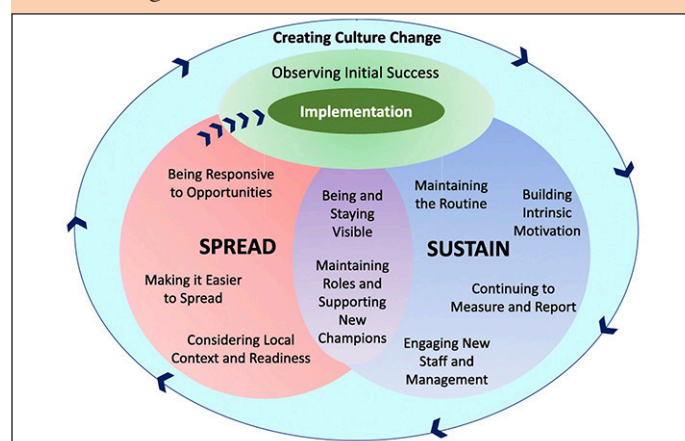 Creating Culture Change
Observing Initial Success
Implementation
Being Responsive
to Opportunities
SPREAD
Making it Easier
to Spread
Considering Local
Context and Readiness
Being and
Staying
Visible
Maintaining
Roles and
Supporting
New
Champions
Maintaining
the Routine
Building
Intrinsic
Motivation
SUSTAIN
Continuing to
Measure and Report
Engaging New
Staff and
Management